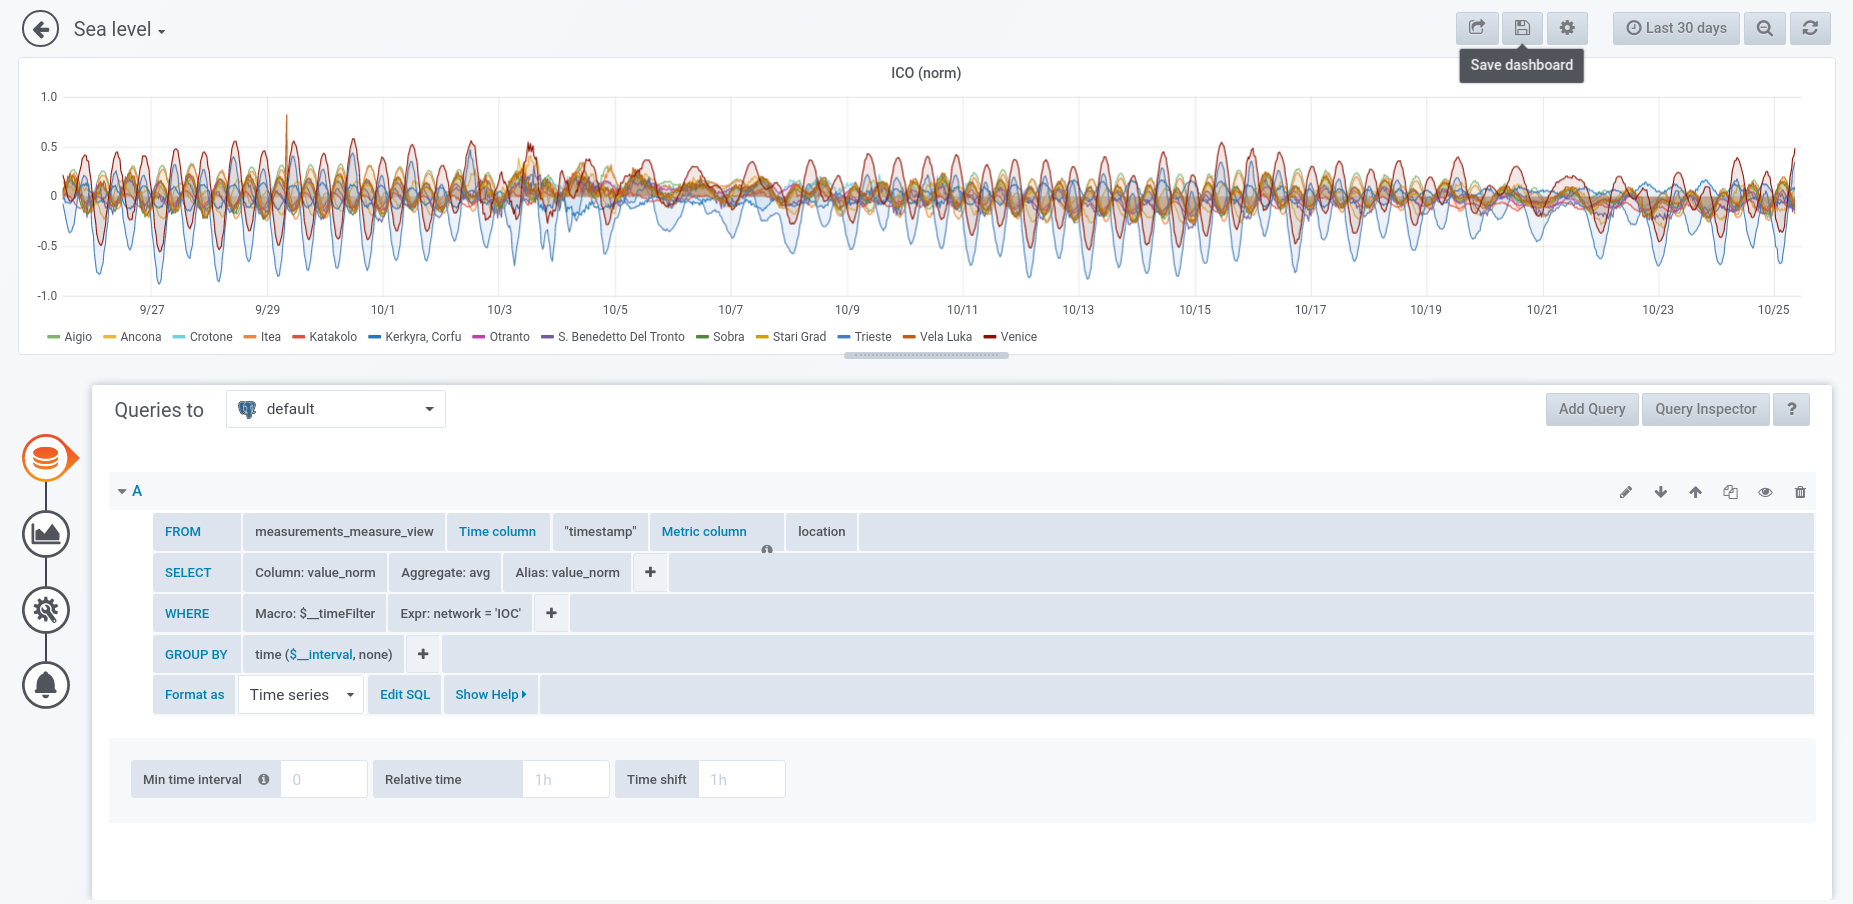 Sea level
Last 30 days
Save dashboard
ICO (norm)
1.0
0.5
0
-0.5
-1.0
9/27 9/29 10/1 10/3 10/5 10/7 10/9 10/11 10/13 10/15 10/17 10/19 10/21 10/23 10/25
Aigio Ancona Crotone Itea Katakolo Kerkyra, Corfu Otranto S. Benedetto Del Tronto Sobra Stari Grad Trieste Vela Luka Venice
Queries to default Add Query Query Inspector ?
A
FROM measurements_measure_view Time column "timestamp" Metric column location
SELECT Column: value_norm Aggregate: avg Alias: value_norm +
WHERE Macro: $__timeFilter Expr: network = 'IOC' +
GROUP BY time ($__interval, none) +
Format as Time series Edit SQL Show Help
Min time interval 0 Relative time 1h Time shift 1h